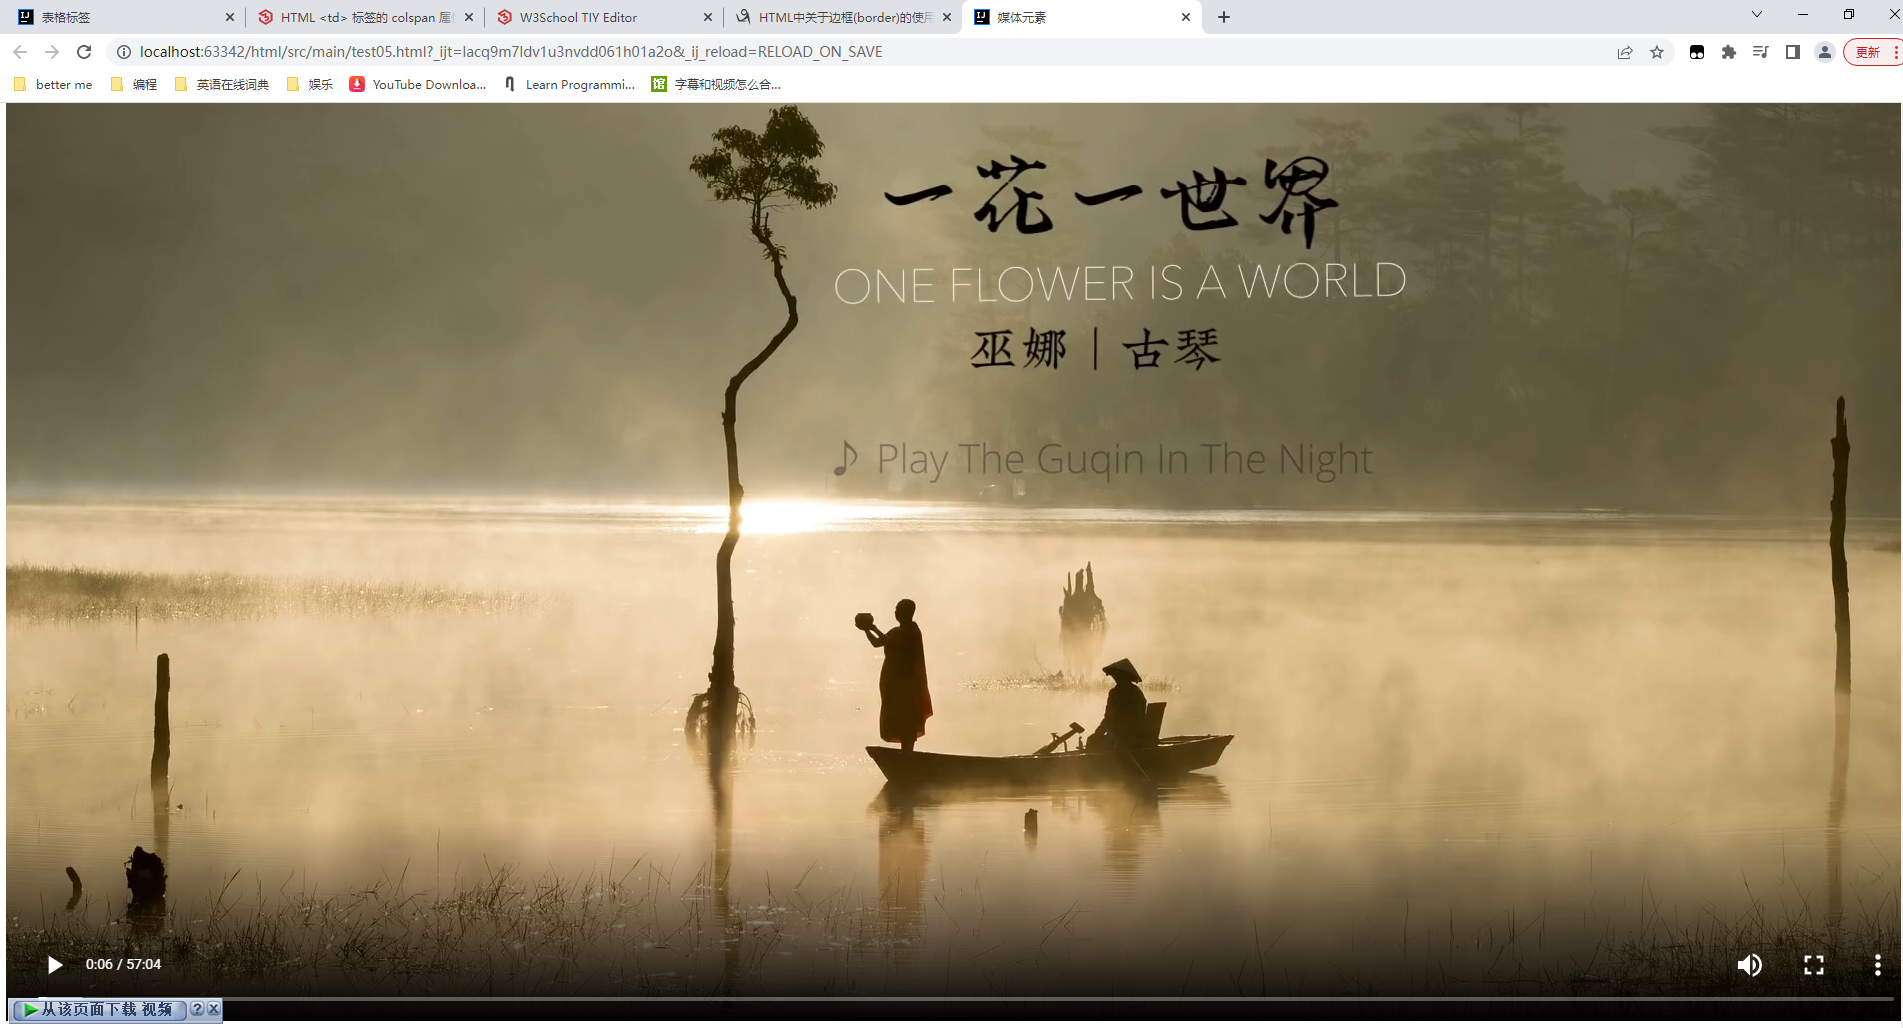 表格标签
HTML <td> 标签的 colspan 属
W3School TIY Editor
HTML中关于边框(border)的使用
媒体元素
localhost:63342/html/src/main/test05.html?_ijt=lacq9m7ldv1u3nvdd061h01a2o&_ij_reload=RELOAD_ON_SAVE
更新
better me
编程
英语在线词典
娱乐
YouTube Downloa...
Learn Programmi...
馆 字幕和视频怎么合...
一花一世界
ONE FLOWER IS A WORLD
巫娜 | 古琴
♪ Play The Guqin In The Night
0:06 / 57:04
从该页面下载 视频 ?